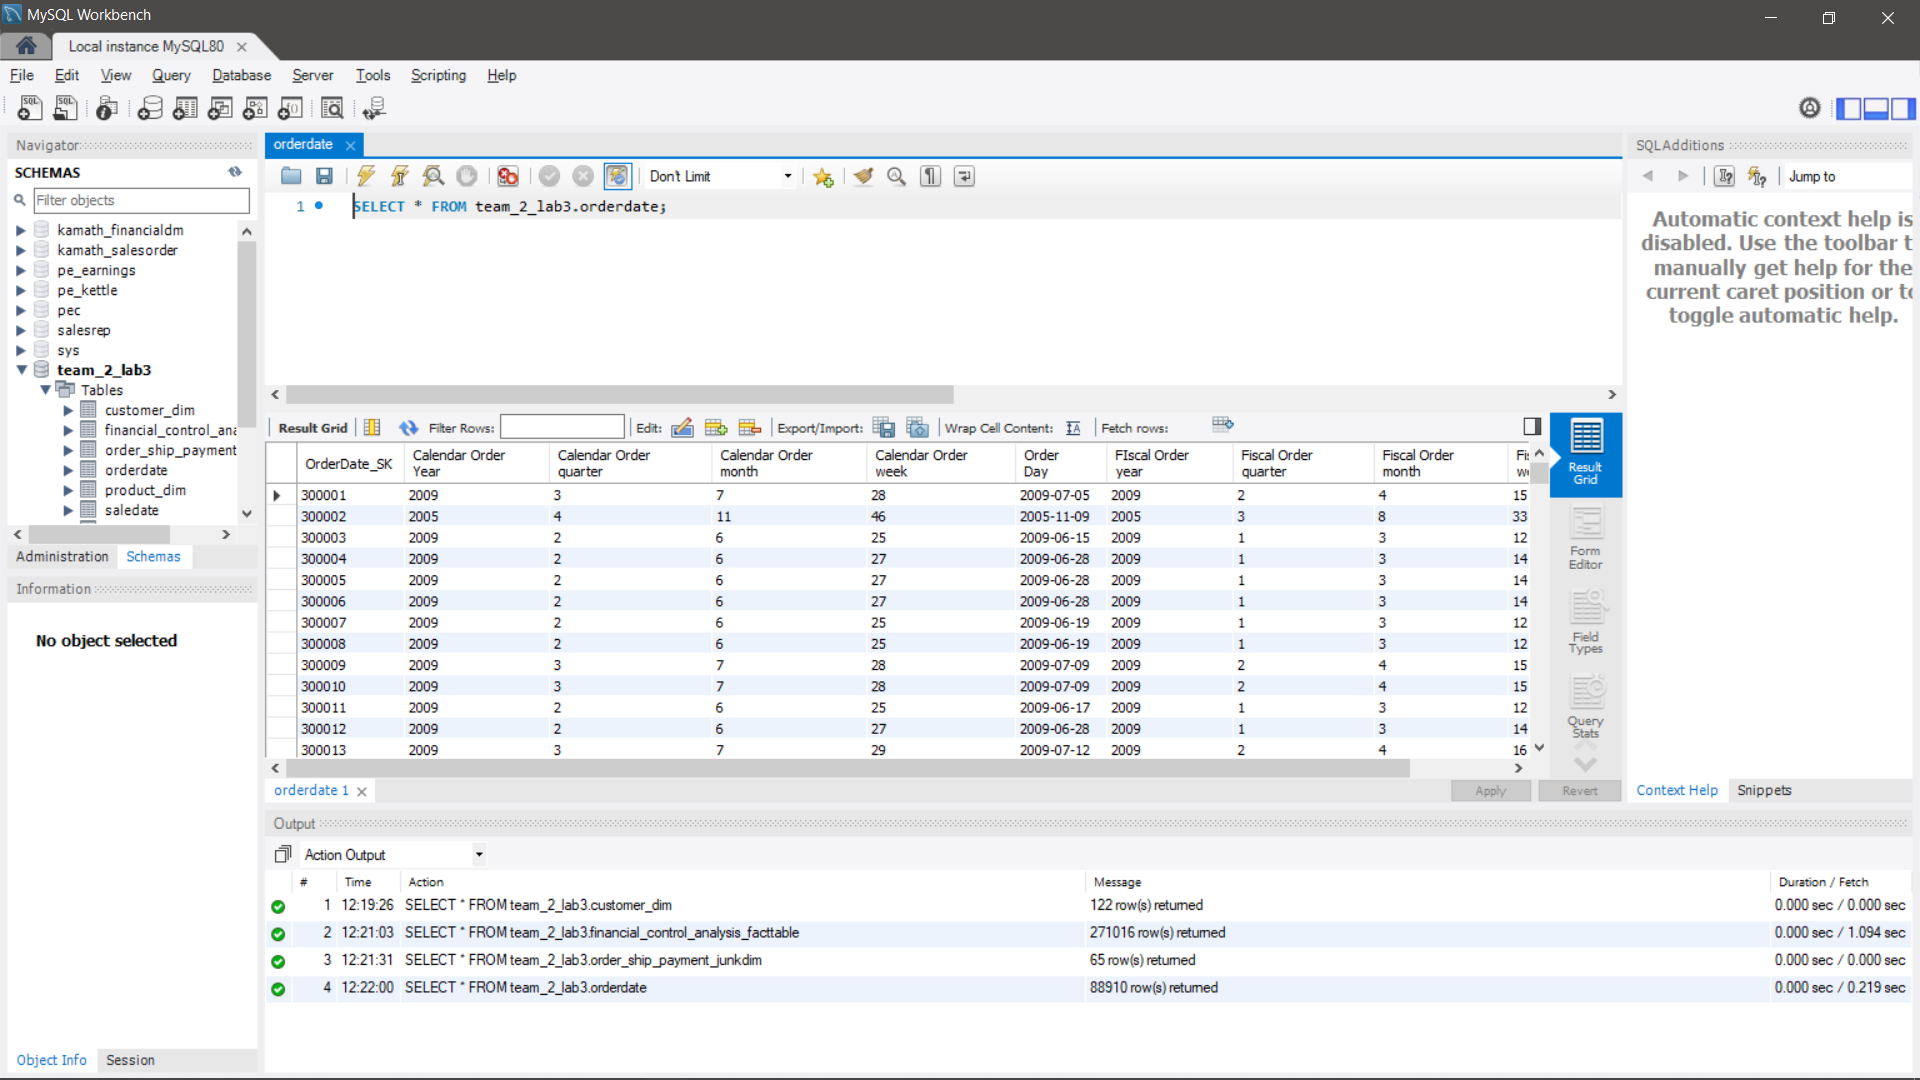 MySQL Workbench
Local instance MySQL80
File Edit View Query Database Server Tools Scripting Help
Navigator
SCHEMAS
Filter objects
kamath_financialdm
kamath_salesorder
pe_earnings
pe_kettle
pec
salesrep
sys
team_2_lab3
Tables
customer_dim
financial_control_ana
order_ship_payment
orderdate
product_dim
saledate
Administration Schemas
Information
No object selected
Object Info Session
orderdate
Don't Limit
1 SELECT * FROM team_2_lab3.orderdate;
Result Grid Filter Rows: Edit: Export/Import: Wrap Cell Content: Fetch rows:
OrderDate_SK Calendar Order Year Calendar Order quarter Calendar Order month Calendar Order week Order Day FIscal Order year Fiscal Order quarter Fiscal Order month
300001 2009 3 7 28 2009-07-05 2009 2 4 15
300002 2005 4 11 46 2005-11-09 2005 3 8 33
300003 2009 2 6 25 2009-06-15 2009 1 3 12
300004 2009 2 6 27 2009-06-28 2009 1 3 14
300005 2009 2 6 27 2009-06-28 2009 1 3 14
300006 2009 2 6 27 2009-06-28 2009 1 3 14
300007 2009 2 6 25 2009-06-19 2009 1 3 12
300008 2009 2 6 25 2009-06-19 2009 1 3 12
300009 2009 3 7 28 2009-07-09 2009 2 4 15
300010 2009 3 7 28 2009-07-09 2009 2 4 15
300011 2009 2 6 25 2009-06-17 2009 1 3 12
300012 2009 2 6 27 2009-06-28 2009 1 3 14
300013 2009 3 7 29 2009-07-12 2009 2 4 16
Result Grid
Form Editor
Field Types
Query Stats
orderdate 1
Apply Revert
SQLAdditions
Jump to
Automatic context help is
disabled. Use the toolbar t
manually get help for the
current caret position or to
toggle automatic help.
Context Help Snippets
Output
Action Output
# Time Action Message Duration / Fetch
1 12:19:26 SELECT * FROM team_2_lab3.customer_dim 122 row(s) returned 0.000 sec / 0.000 sec
2 12:21:03 SELECT * FROM team_2_lab3.financial_control_analysis_facttable 271016 row(s) returned 0.000 sec / 1.094 sec
3 12:21:31 SELECT * FROM team_2_lab3.order_ship_payment_junkdim 65 row(s) returned 0.000 sec / 0.000 sec
4 12:22:00 SELECT * FROM team_2_lab3.orderdate 88910 row(s) returned 0.000 sec / 0.219 sec